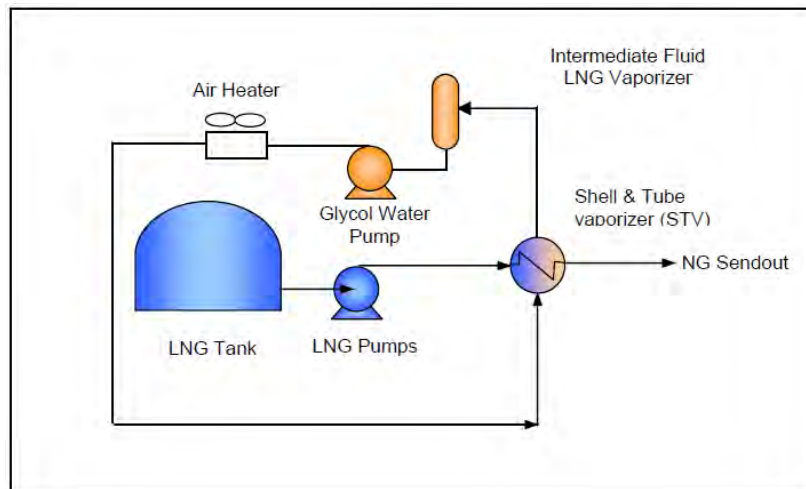 Intermediate Fluid
LNG Vaporizer
Air Heater
Glycol Water
Pump
Shell & Tube
vaporizer (STV)
NG Sendout
LNG Tank
LNG Pumps